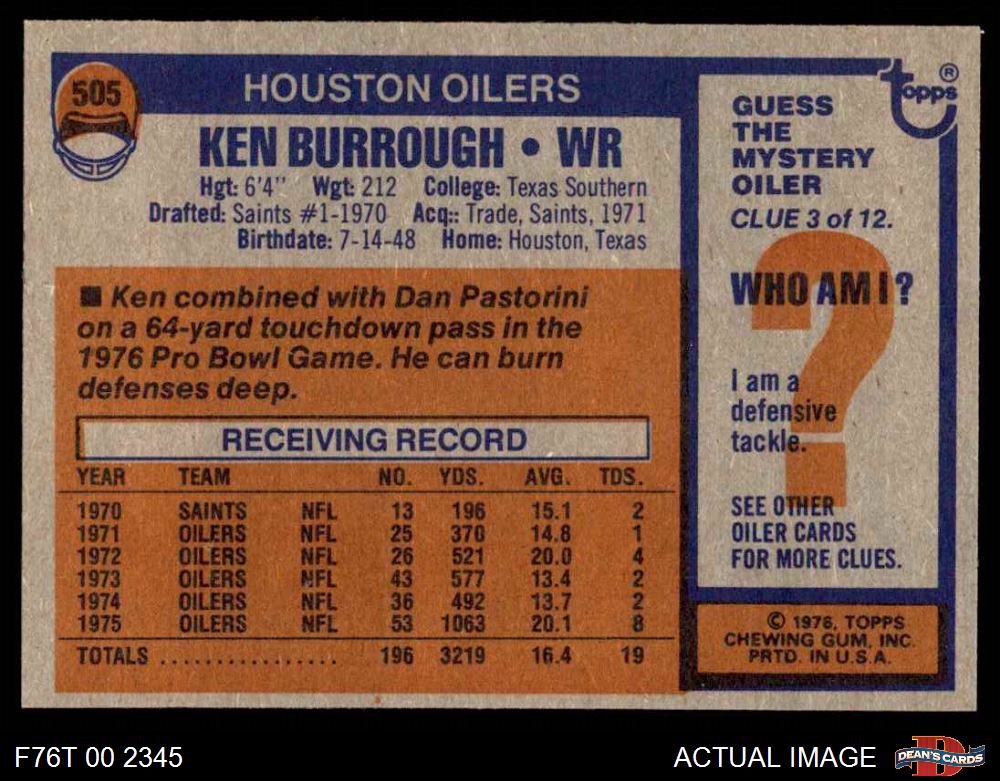 505
HOUSTON OILERS
KEN BURROUGH • WR
Hgt: 6'4" Wgt: 212 College: Texas Southern
Drafted: Saints #1-1970 Acq.: Trade, Saints, 1971
Birthdate: 7-14-48 Home: Houston, Texas
■ Ken combined with Dan Pastorini
on a 64-yard touchdown pass in the
1976 Pro Bowl Game. He can burn
defenses deep.
RECEIVING RECORD
YEAR TEAM NO. YDS. AVG. TDS.
1970 SAINTS NFL 13 196 15.1 2
1971 OILERS NFL 25 370 14.8 1
1972 OILERS NFL 26 521 20.0 4
1973 OILERS NFL 43 577 13.4 2
1974 OILERS NFL 36 492 13.7 2
1975 OILERS NFL 53 1063 20.1 8
TOTALS ................ 196 3219 16.4 19
topps ®
GUESS
THE
MYSTERY
OILER
CLUE 3 of 12.
?
WHO AM I?
I am a
defensive
tackle.
SEE OTHER
OILER CARDS
FOR MORE CLUES.
© 1976, TOPPS
CHEWING GUM, INC.
PRTD. IN U.S.A.
F76T 00 2345
ACTUAL IMAGE
D
DEAN'S CARDS